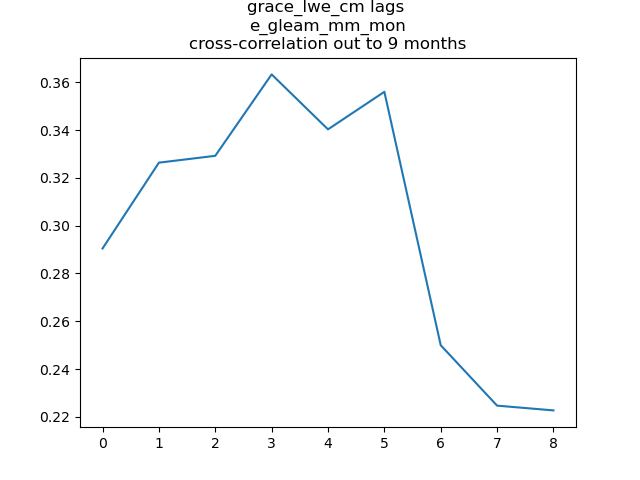 grace_lwe_cm lags
e_gleam_mm_mon
cross-correlation out to 9 months
0.36
0.34
0.32
0.30
0.28
0.26
0.24
0.22
0 1 2 3 4 5 6 7 8